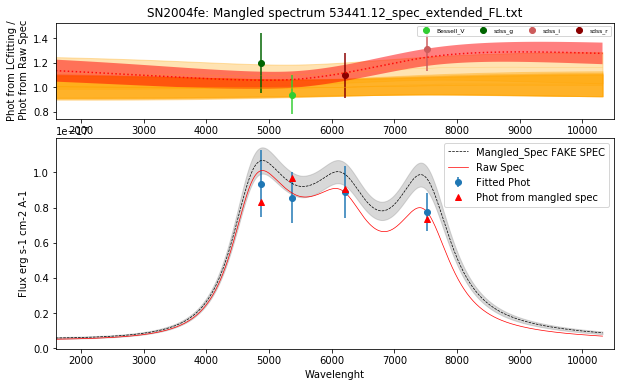 SN2004fe: Mangled spectrum 53441.12_spec_extended_FL.txt
Phot from LCfitting /
Phot from Raw Spec
1.4
1.2
1.0
0.8
Bessell_V sdss_g sdss_i sdss_r
2000 3000 4000 5000 6000 7000 8000 9000 10000
1e−17
Flux erg s-1 cm-2 A-1
1.0
0.8
0.6
0.4
0.2
0.0
Mangled_Spec FAKE SPEC
Raw Spec
Fitted Phot
Phot from mangled spec
2000 3000 4000 5000 6000 7000 8000 9000 10000
Wavelenght